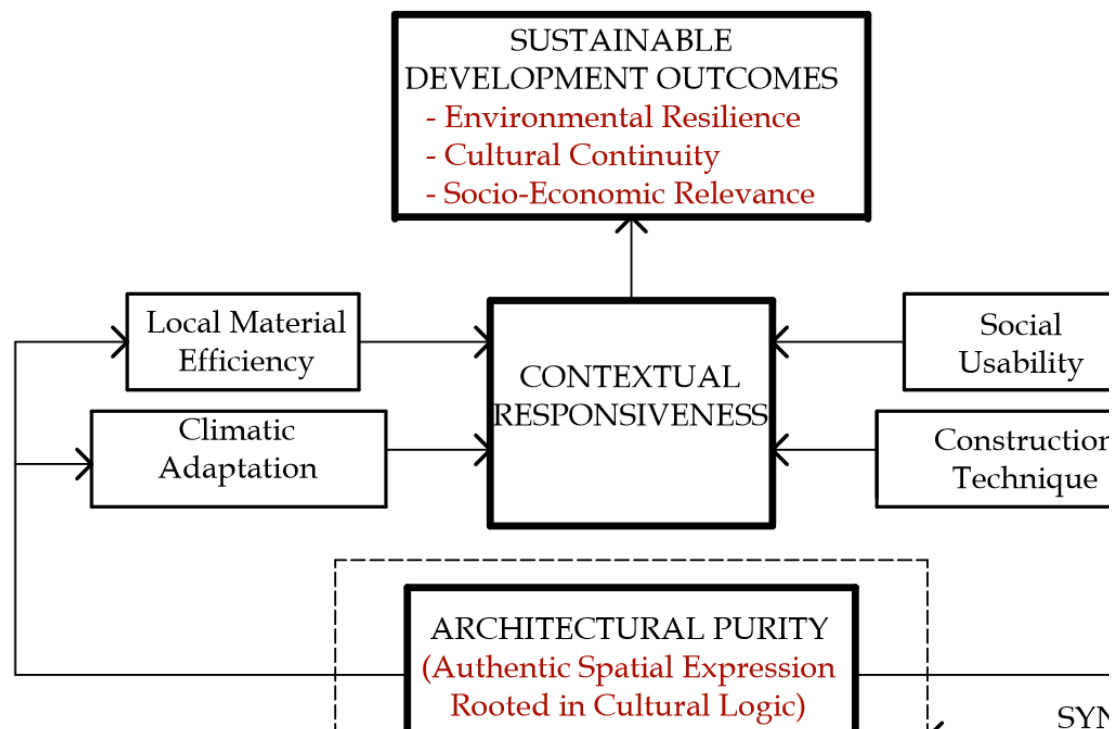 SUSTAINABLE
DEVELOPMENT OUTCOMES
- Environmental Resilience
- Cultural Continuity
- Socio-Economic Relevance
Local Material
Efficiency
Social
Usability
CONTEXTUAL
RESPONSIVENESS
Climatic
Adaptation
Construction
Technique
ARCHITECTURAL PURITY
(Authentic Spatial Expression
Rooted in Cultural Logic)